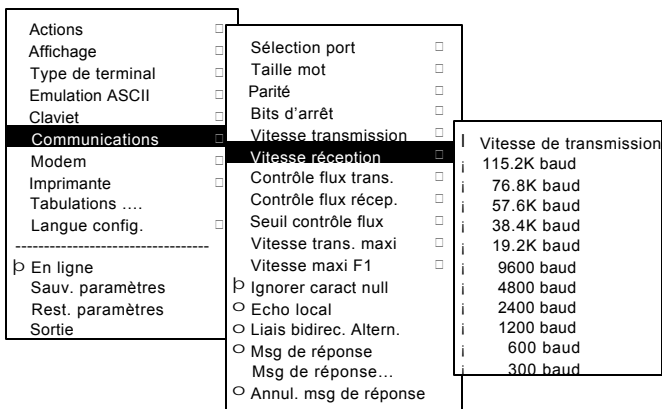 Actions
Affichage
Type de terminal
Emulation ASCII
Claviet
Communications
Modem
Imprimante
Tabulations ....
Langue config.
----------------------------------
þ En ligne
Sauv. paramètres
Rest. paramètres
Sortie
Sélection port
Taille mot
Parité
Bits d'arrêt
Vitesse transmission
Vitesse réception
Contrôle flux trans.
Contrôle flux récep.
Seuil contrôle flux
Vitesse trans. maxi
Vitesse maxi F1
þ Ignorer caract null
O Echo local
O Liais bidirec. Altern.
O Msg de réponse
Msg de réponse...
O Annul. msg de réponse
l Vitesse de transmission
¡ 115.2K baud
¡ 76.8K baud
¡ 57.6K baud
¡ 38.4K baud
¡ 19.2K baud
¡ 9600 baud
¡ 4800 baud
¡ 2400 baud
¡ 1200 baud
¡ 600 baud
¡ 300 baud